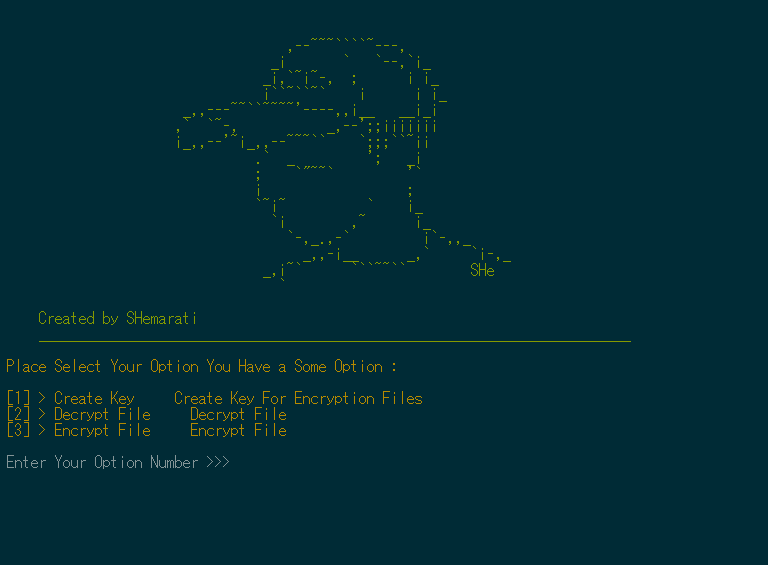 SHe
Created by SHemarati
Place Select Your Option You Have a Some Option :
[1] > Create Key     Create Key For Encryption Files
[2] > Decrypt File     Decrypt File
[3] > Encrypt File     Encrypt File
Enter Your Option Number >>>